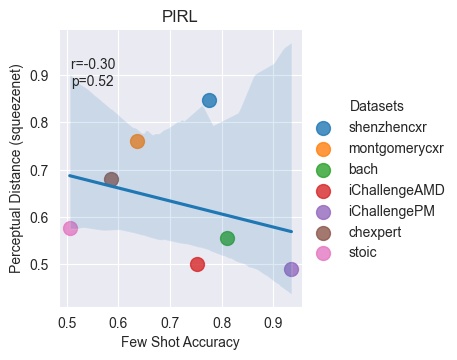 PIRL
r=-0.30
p=0.52
0.9
0.8
0.7
0.6
0.5
Perceptual Distance (squeezenet)
0.5 0.6 0.7 0.8 0.9
Few Shot Accuracy
Datasets
shenzhencxr
montgomerycxr
bach
iChallengeAMD
iChallengePM
chexpert
stoic